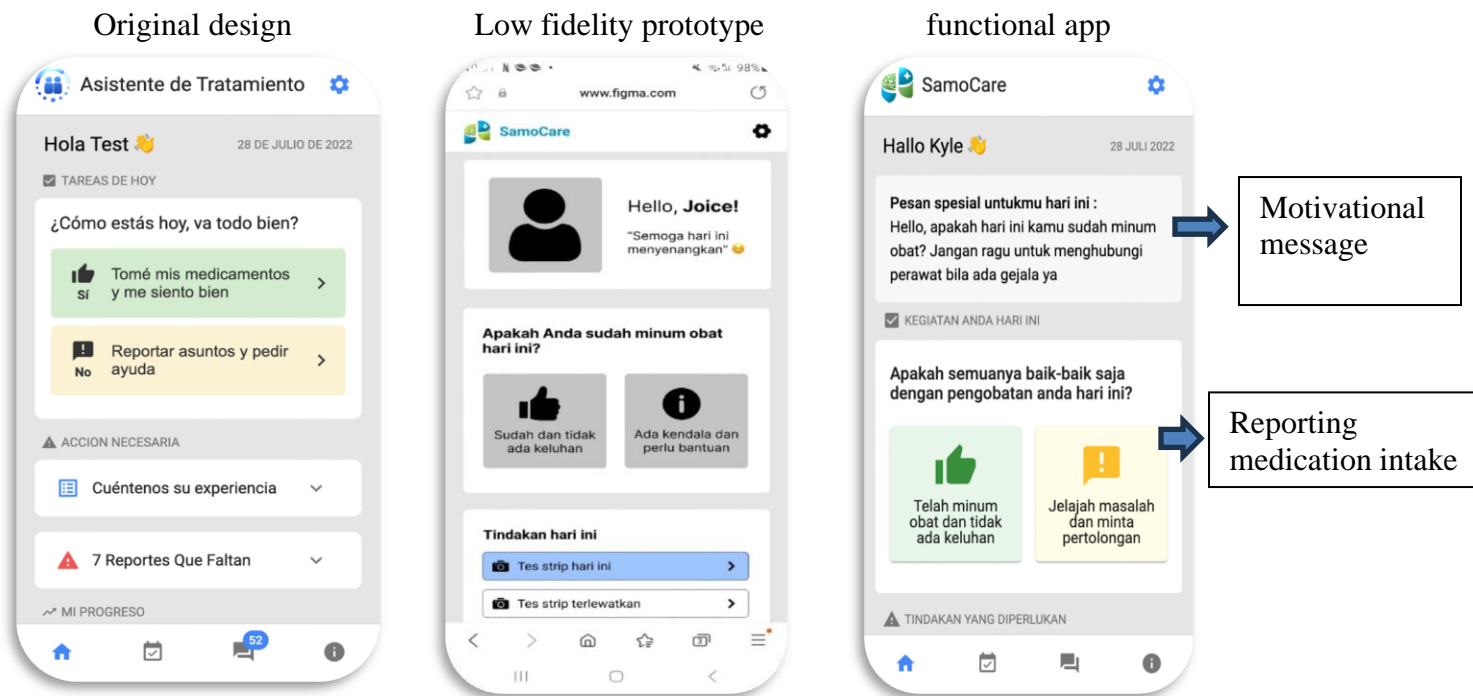 Original design
Low fidelity prototype
functional app
Asistente de Tratamiento
Hola Test 👋
28 DE JULIO DE 2022
TAREAS DE HOY
¿Cómo estás hoy, va todo bien?
Sí
Tomé mis medicamentos
y me siento bien
No
Reportar asuntos y pedir
ayuda
ACCION NECESARIA
Cuéntenos su experiencia
7 Reportes Que Faltan
MI PROGRESO
52
98%
www.figma.com
SamoCare
Hello, Joice!
"Semoga hari ini
menyenangkan" 😊
Apakah Anda sudah minum obat
hari ini?
Sudah dan tidak
ada keluhan
Ada kendala dan
perlu bantuan
Tindakan hari ini
Tes strip hari ini
Tes strip terlewatkan
SamoCare
Hallo Kyle 👋
28 JULI 2022
Pesan spesial untukmu hari ini :
Hello, apakah hari ini kamu sudah minum
obat? Jangan ragu untuk menghubungi
perawat bila ada gejala ya
KEGIATAN ANDA HARI INI
Apakah semuanya baik-baik saja
dengan pengobatan anda hari ini?
Telah minum
obat dan tidak
ada keluhan
Jelajah masalah
dan minta
pertolongan
TINDAKAN YANG DIPERLUKAN
Motivational
message
Reporting
medication intake